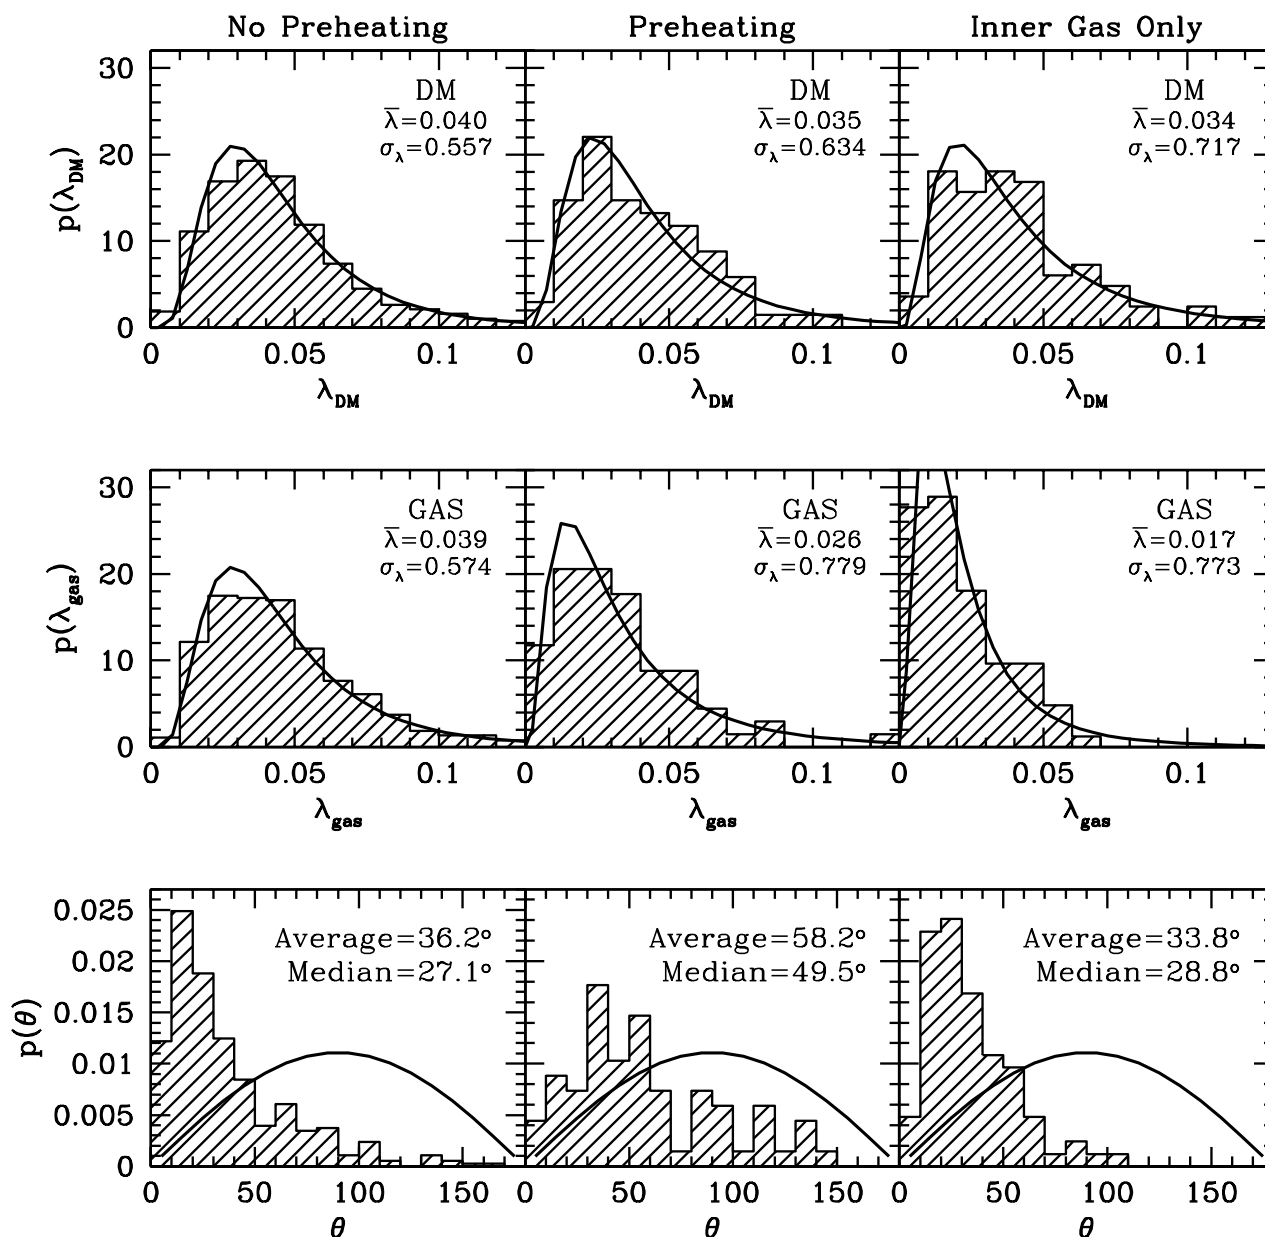 No Preheating Preheating Inner Gas Only
p(λDM)
30
20
10
0
DM
λ̅=0.040
σλ=0.557
DM
λ̅=0.035
σλ=0.634
DM
λ̅=0.034
σλ=0.717
0 0.05 0.1 0 0.05 0.1 0 0.05 0.1
λDM λDM λDM
p(λgas)
30
20
10
0
GAS
λ̅=0.039
σλ=0.574
GAS
λ̅=0.026
σλ=0.779
GAS
λ̅=0.017
σλ=0.773
0 0.05 0.1 0 0.05 0.1 0 0.05 0.1
λgas λgas λgas
p(θ)
0.025
0.02
0.015
0.01
0.005
0
Average=36.2°
Median=27.1°
Average=58.2°
Median=49.5°
Average=33.8°
Median=28.8°
0 50 100 150 0 50 100 150 0 50 100 150
θ θ θ